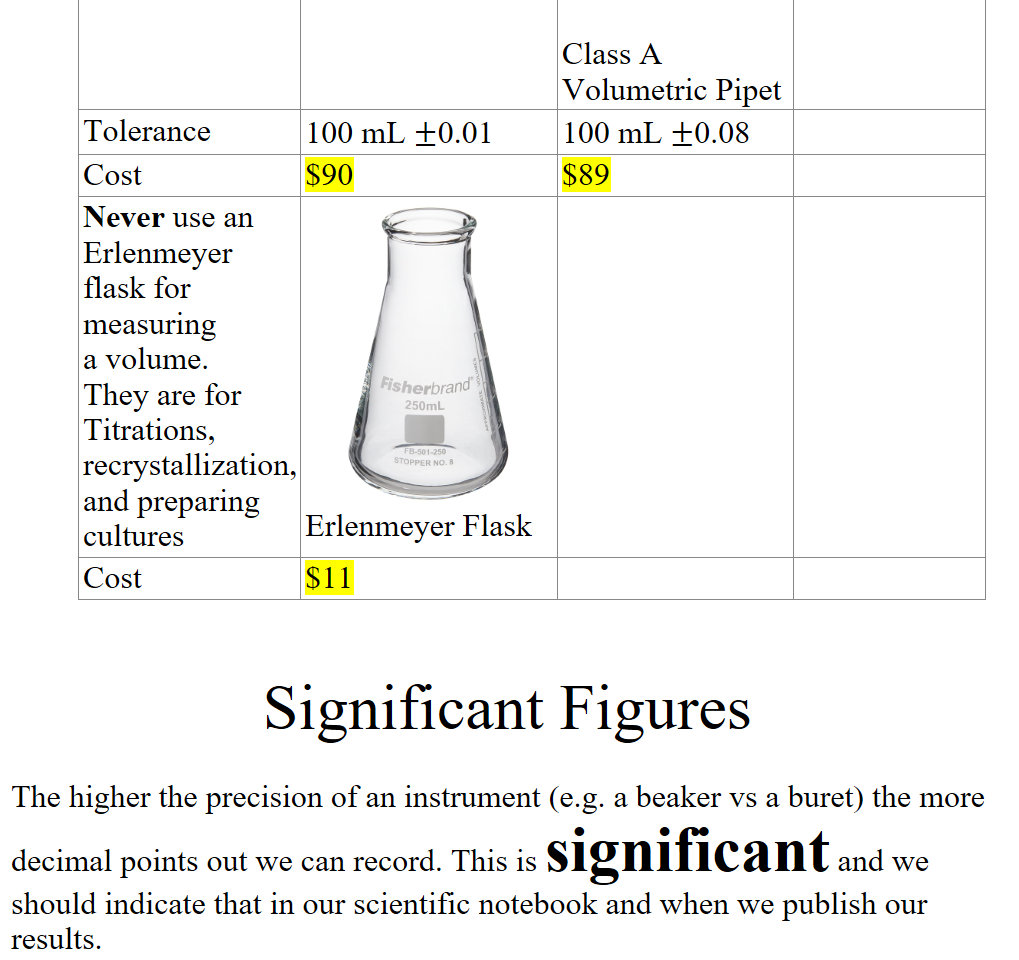 Class A
Volumetric Pipet
Tolerance
100 mL ±0.01
100 mL ±0.08
Cost
$90
$89
Never use an
Erlenmeyer
flask for
measuring
a volume.
They are for
Titrations,
recrystallization,
and preparing
cultures
Fisherbrand
250mL
FB-501-250
STOPPER NO. 8
Erlenmeyer Flask
Cost
$11
Significant Figures
The higher the precision of an instrument (e.g. a beaker vs a buret) the more
decimal points out we can record. This is significant and we
should indicate that in our scientific notebook and when we publish our
results.